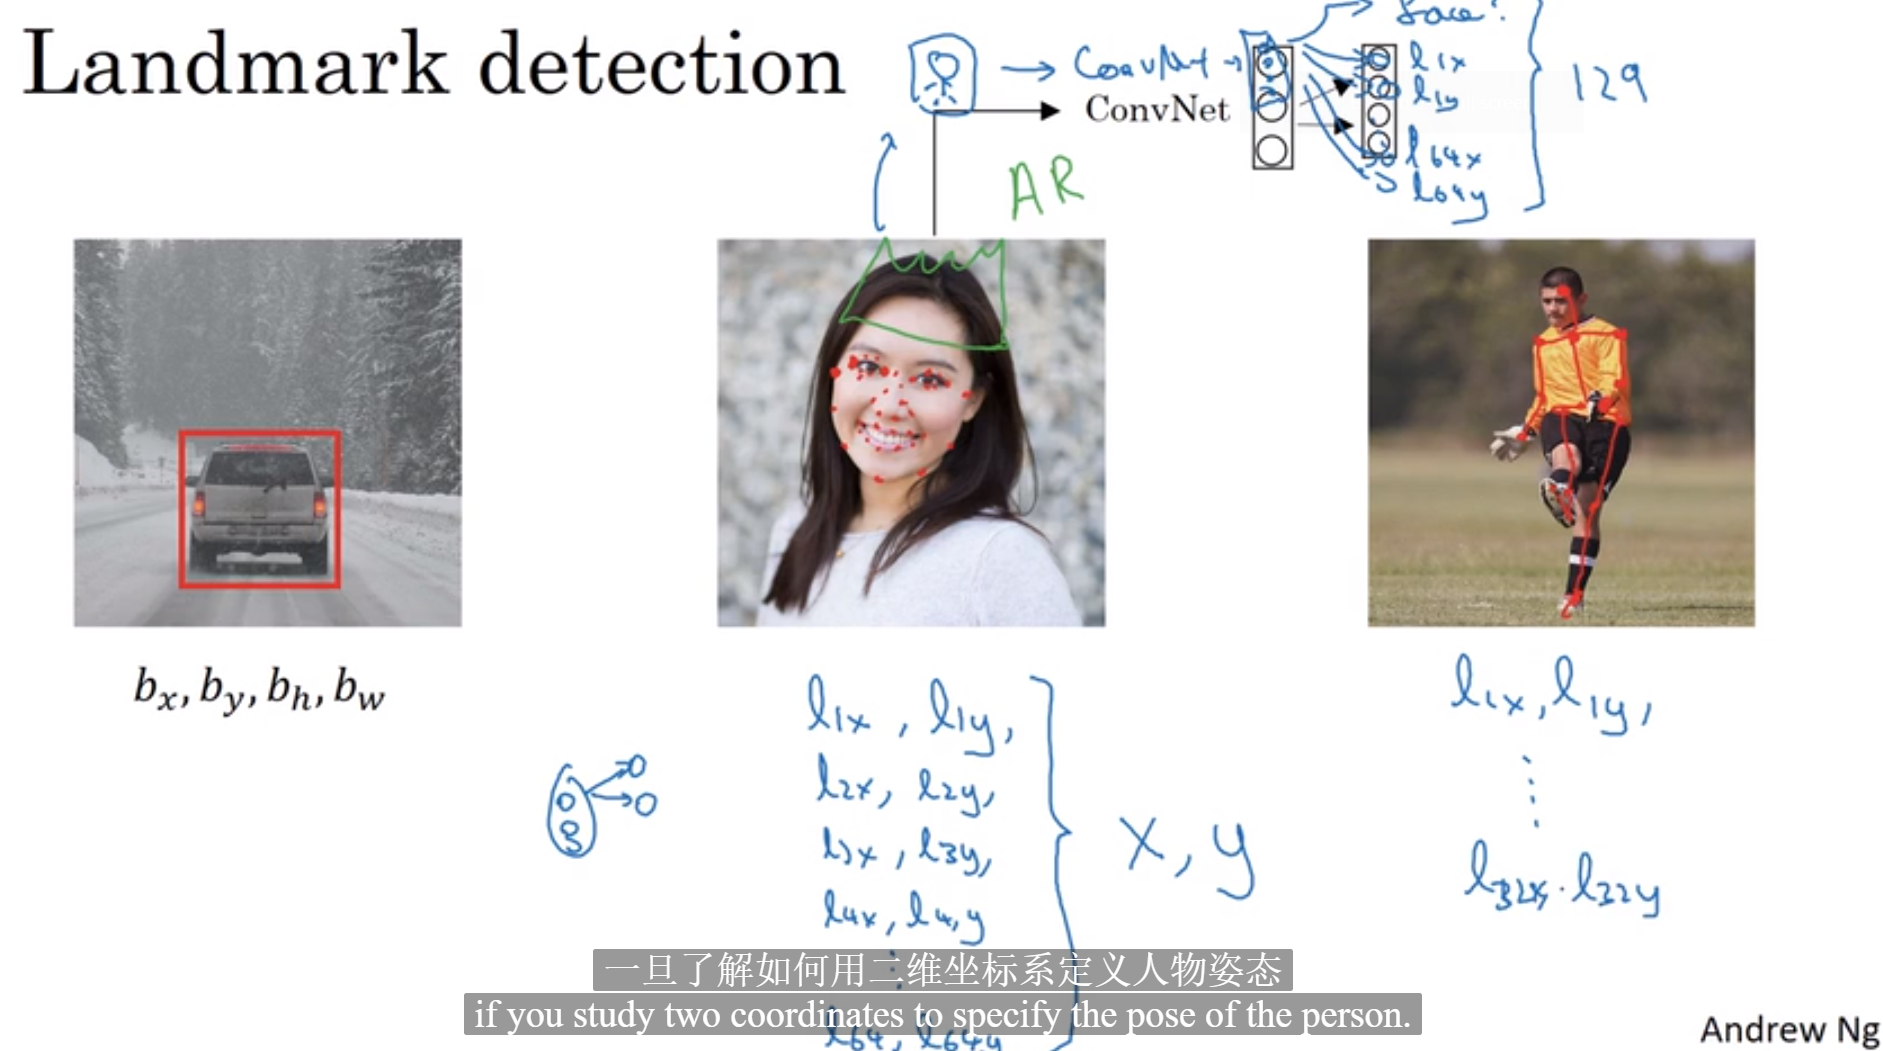 Landmark detection
face?
ConvNet
ConvNet
l1x
l1y
l64x
l64y
129
AR
bx, by, bh, bw
l1x, l1y,
l2x, l2y,
l3x, l3y,
l4x, l4,y
⋮
l64, l64y
x, y
l1x, l1y,
⋮
l32x, l32y
一旦了解如何用二维坐标系定义人物姿态
if you study two coordinates to specify the pose of the person.
Andrew Ng